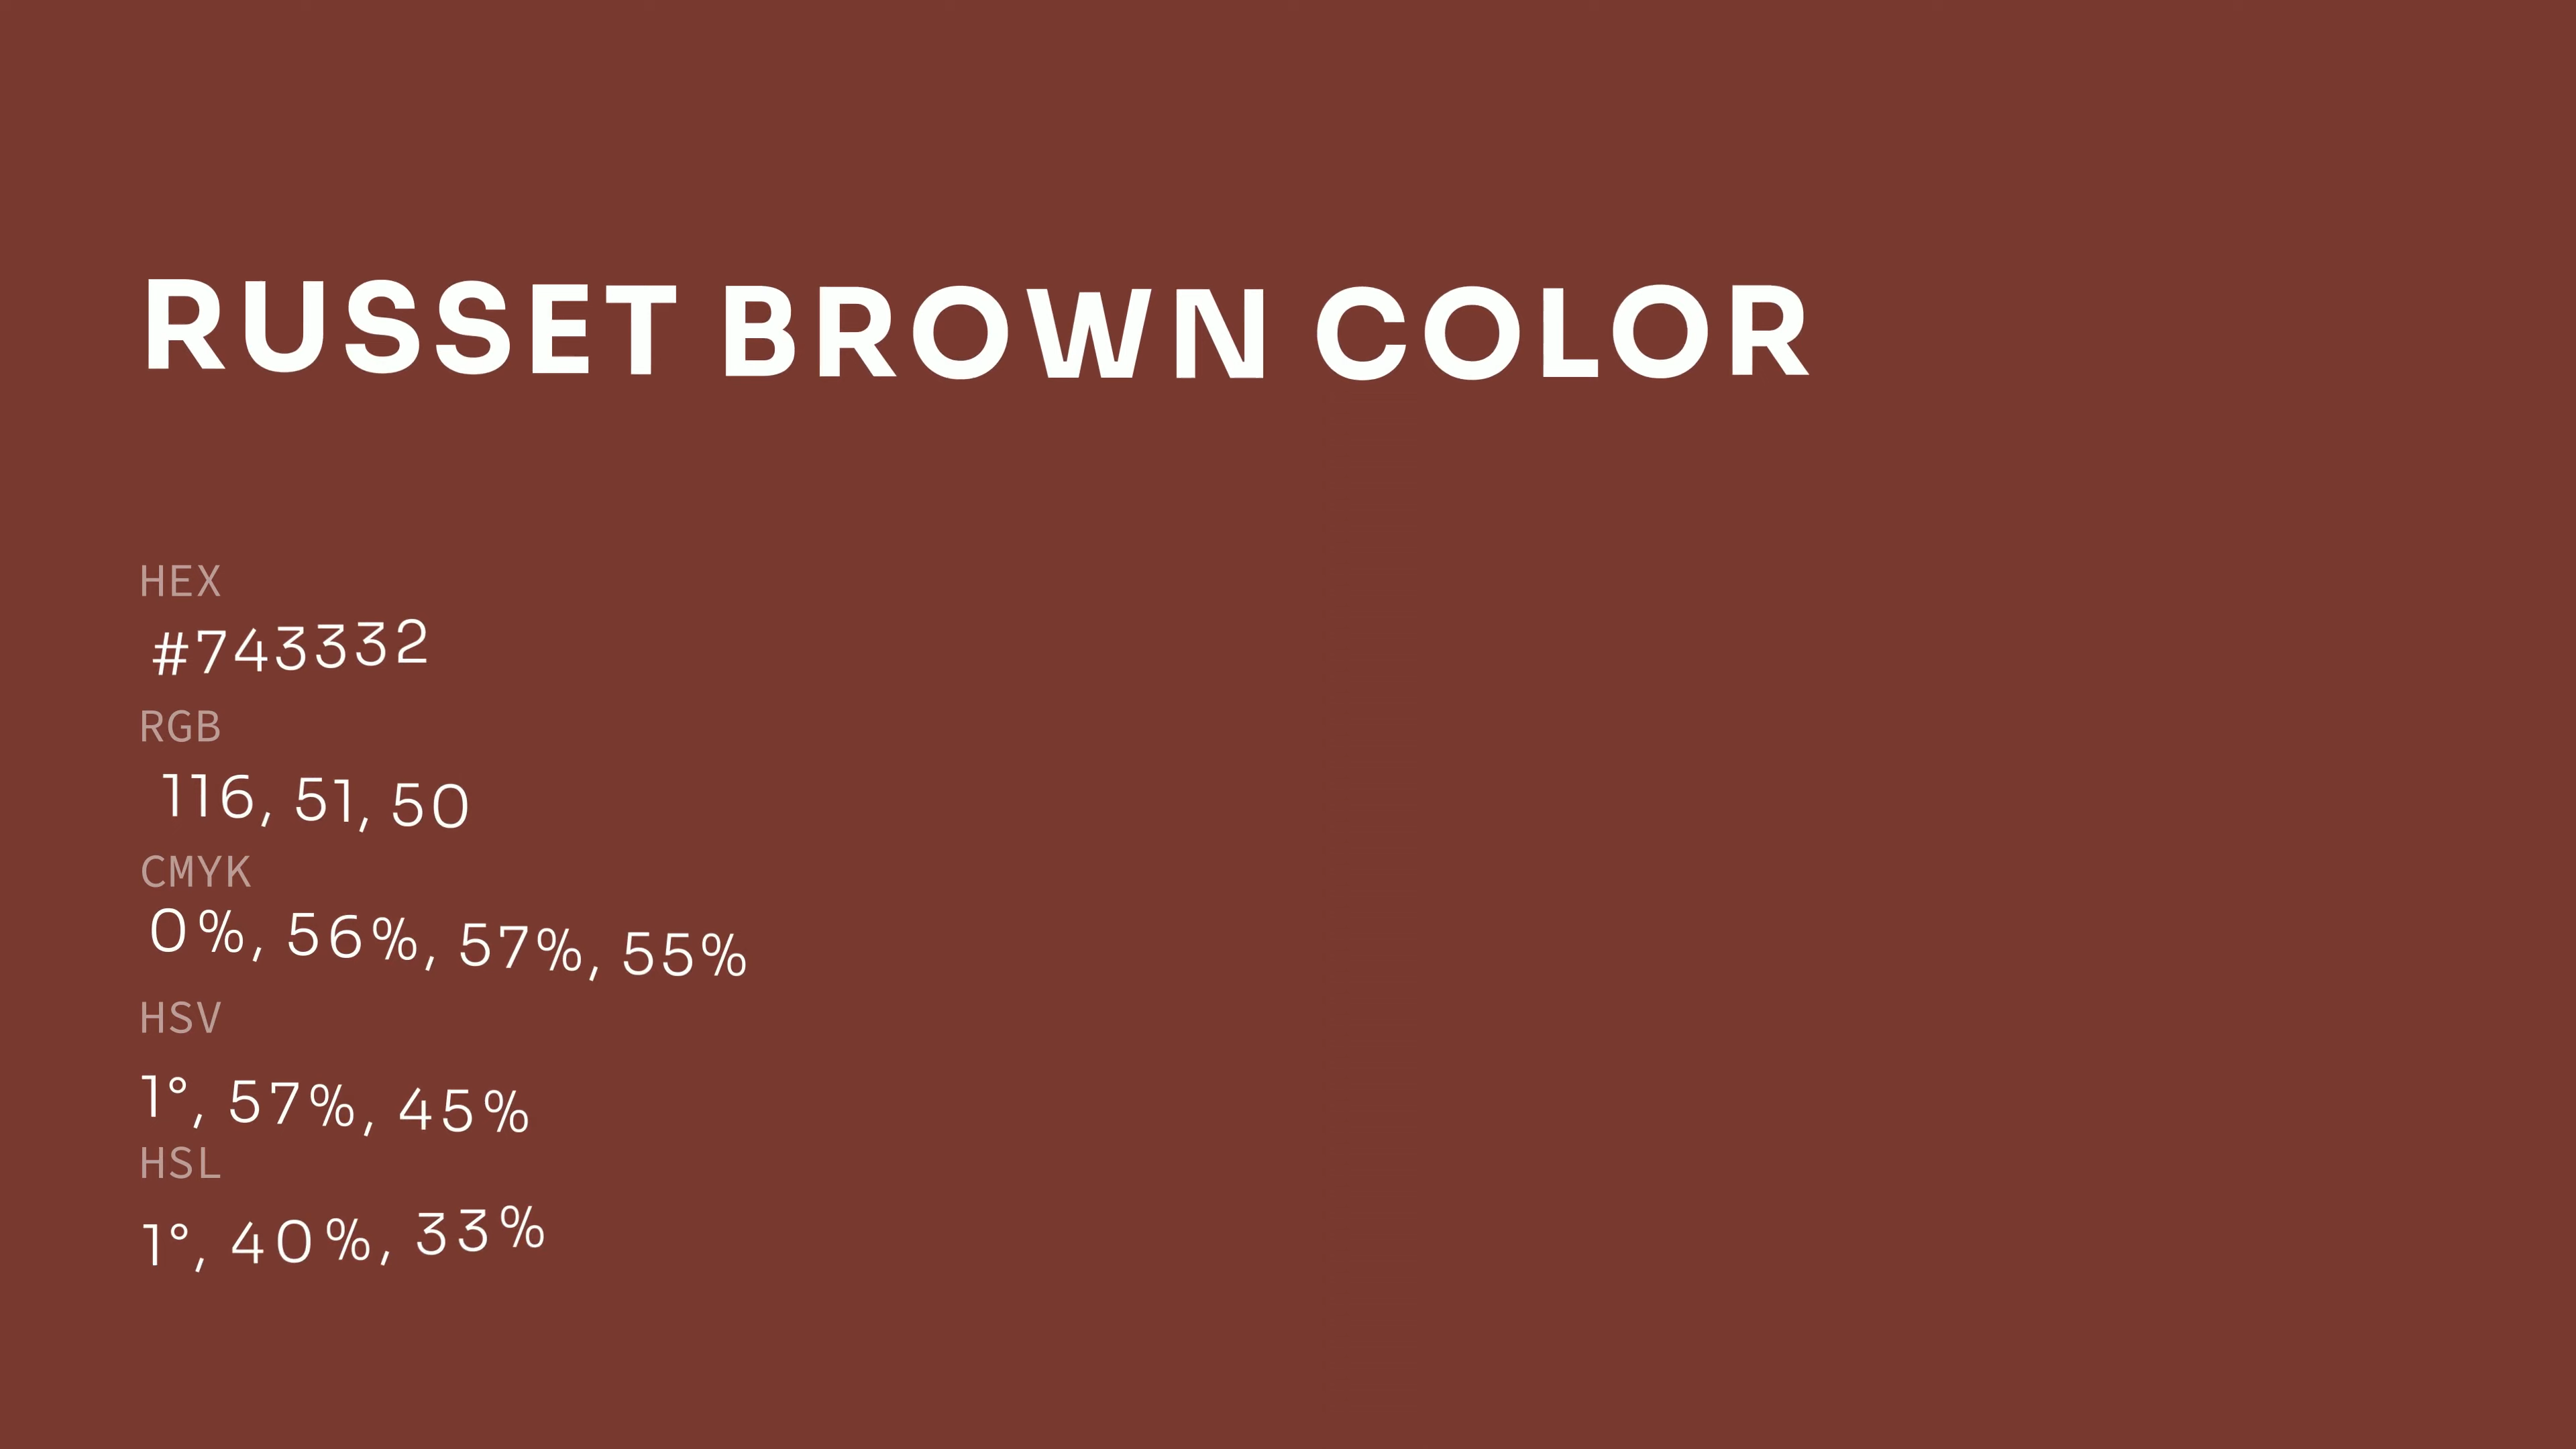 RUSSET BROWN COLOR
HEX
#743332
RGB
116, 51, 50
CMYK
0%, 56%, 57%, 55%
HSV
1°, 57%, 45%
HSL
1°, 40%, 33%